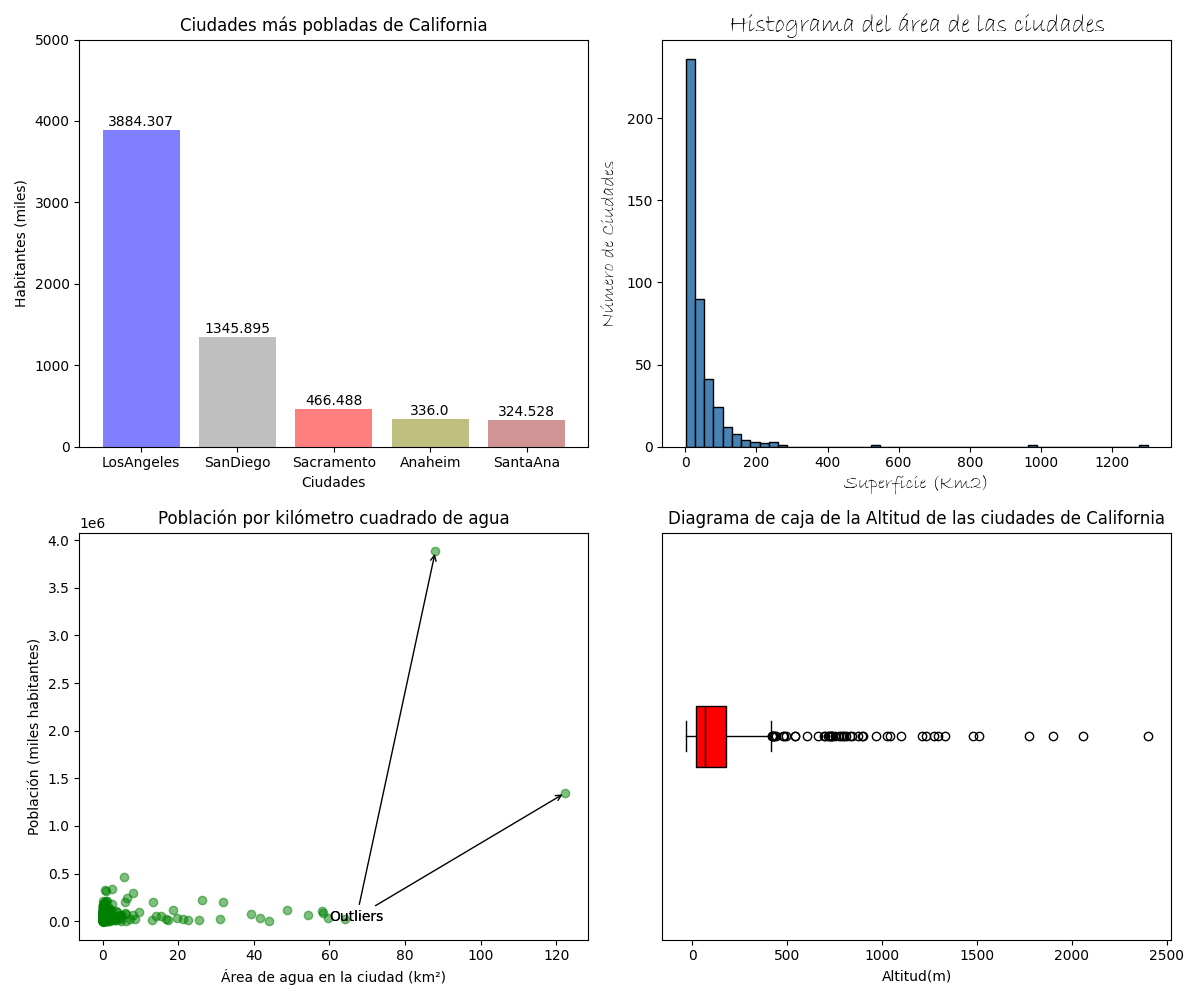 Ciudades más pobladas de California
5000
4000
3000
2000
1000
0
Habitantes (miles)
3884.307
1345.895
466.488
336.0
324.528
LosAngeles
SanDiego
Sacramento
Anaheim
SantaAna
Ciudades
Histograma del área de las ciudades
200
150
100
50
0
Número de Ciudades
0
200
400
600
800
1000
1200
Superficie (Km2)
Población por kilómetro cuadrado de agua
1e6
4.0
3.5
3.0
2.5
2.0
1.5
1.0
0.5
0.0
Población (miles habitantes)
Outliers
0
20
40
60
80
100
120
Área de agua en la ciudad (km²)
Diagrama de caja de la Altitud de las ciudades de California
0
500
1000
1500
2000
2500
Altitud(m)